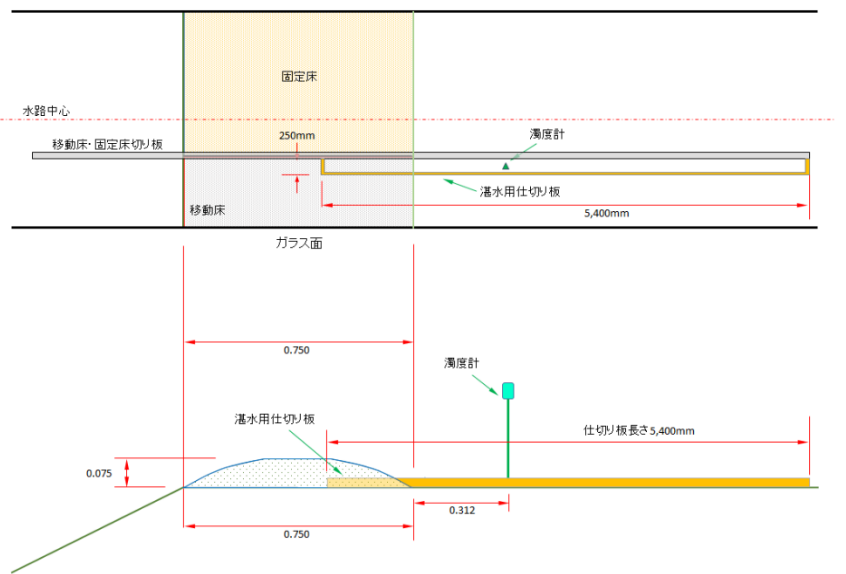 固定床
水路中心
250mm
濁度計
移動床・固定床切り板
湛水用仕切り板
5,400mm
移動床
ガラス面
0.750
濁度計
湛水用仕切り板
仕切り板長さ5,400mm
0.075
0.312
0.750